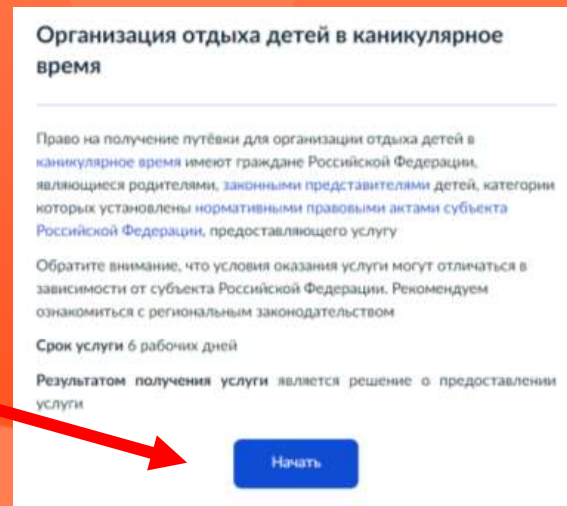 Организация отдыха детей в каникулярное
время
Право на получение путёвки для организации отдыха детей в
каникулярное время имеют граждане Российской Федерации,
являющиеся родителями, законными представителями детей, категории
которых установлены нормативными правовыми актами субъекта
Российской Федерации, предоставляющего услугу
Обратите внимание, что условия оказания услуги могут отличаться в
зависимости от субъекта Российской Федерации. Рекомендуем
ознакомиться с региональным законодательством
Срок услуги 6 рабочих дней
Результатом получения услуги является решение о предоставлении
услуги
Начать